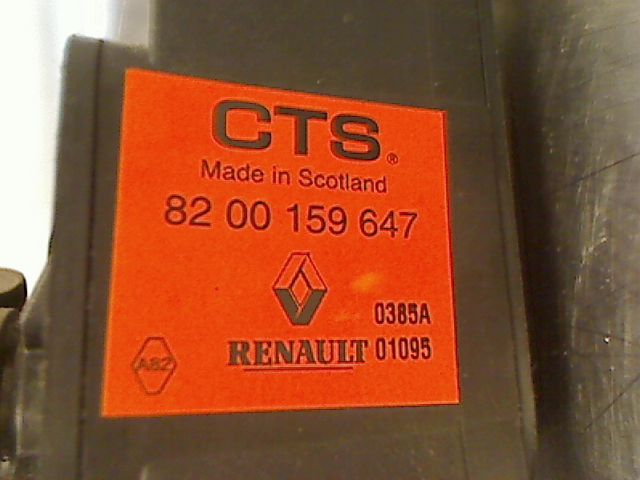 CTS®
Made in Scotland
82 00 159 647
0385A
RENAULT 01095
A82